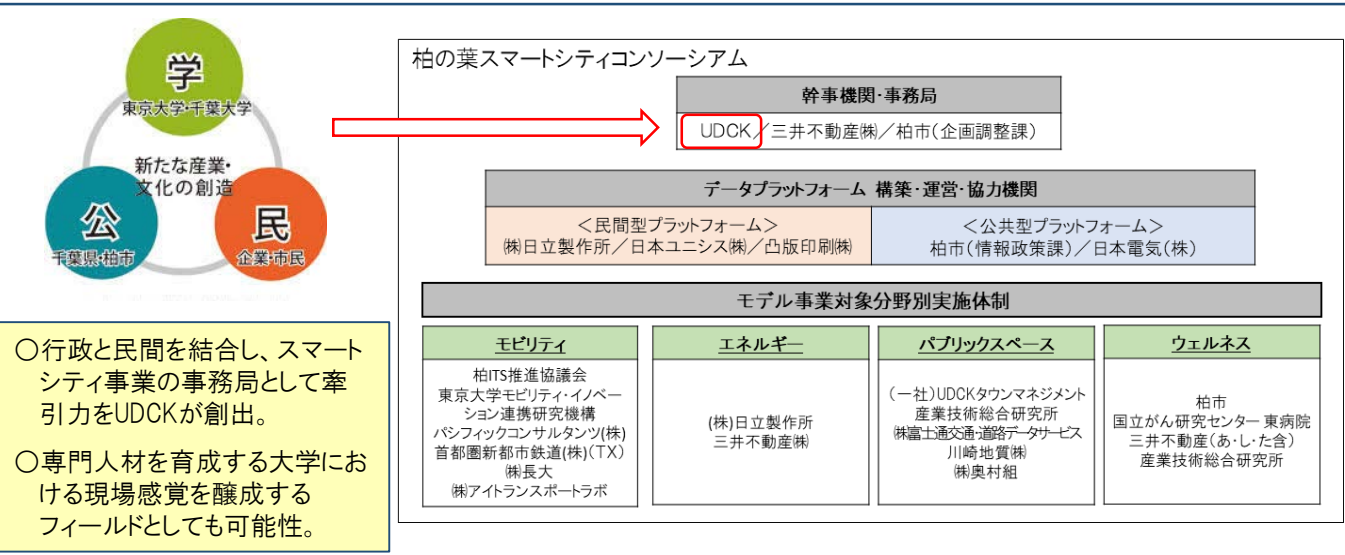 学
東京大学・千葉大学
新たな産業・
文化の創造
公
千葉県・柏市
民
企業・市民
○行政と民間を結合し、スマート
シティ事業の事務局として牽
引力をUDCKが創出。
○専門人材を育成する大学にお
ける現場感覚を醸成する
フィールドとしても可能性。
柏の葉スマートシティコンソーシアム
幹事機関・事務局
UDCK／三井不動産㈱／柏市(企画調整課)
データプラットフォーム 構築・運営・協力機関
＜民間型プラットフォーム＞
㈱日立製作所／日本ユニシス㈱／凸版印刷㈱
＜公共型プラットフォーム＞
柏市(情報政策課)／日本電気(株)
モデル事業対象分野別実施体制
モビリティ
柏ITS推進協議会
東京大学モビリティ・イノベー
ション連携研究機構
パシフィックコンサルタンツ(株)
首都圏新都市鉄道(株)(TX)
㈱長大
㈱アイトランスポートラボ
エネルギー
(株)日立製作所
三井不動産㈱
パブリックスペース
(一社)UDCKタウンマネジメント
産業技術総合研究所
㈱富士通交通・道路データサービス
川崎地質㈱
㈱奥村組
ウェルネス
柏市
国立がん研究センター東病院
三井不動産(あ・し・た含)
産業技術総合研究所